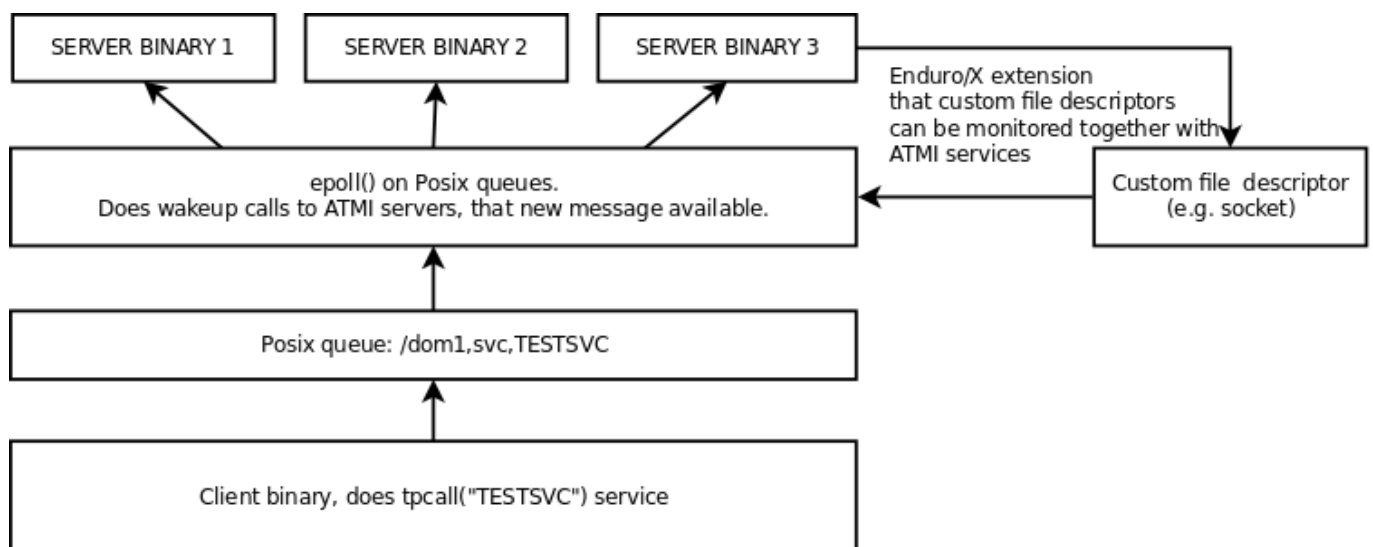 SERVER BINARY 1
SERVER BINARY 2
SERVER BINARY 3
Enduro/X extension
that custom file descriptors
can be monitored together with
ATMI services
epoll() on Posix queues.
Does wakeup calls to ATMI servers, that new message available.
Custom file  descriptor
(e.g. socket)
Posix queue: /dom1,svc,TESTSVC
Client binary, does tpcall("TESTSVC") service